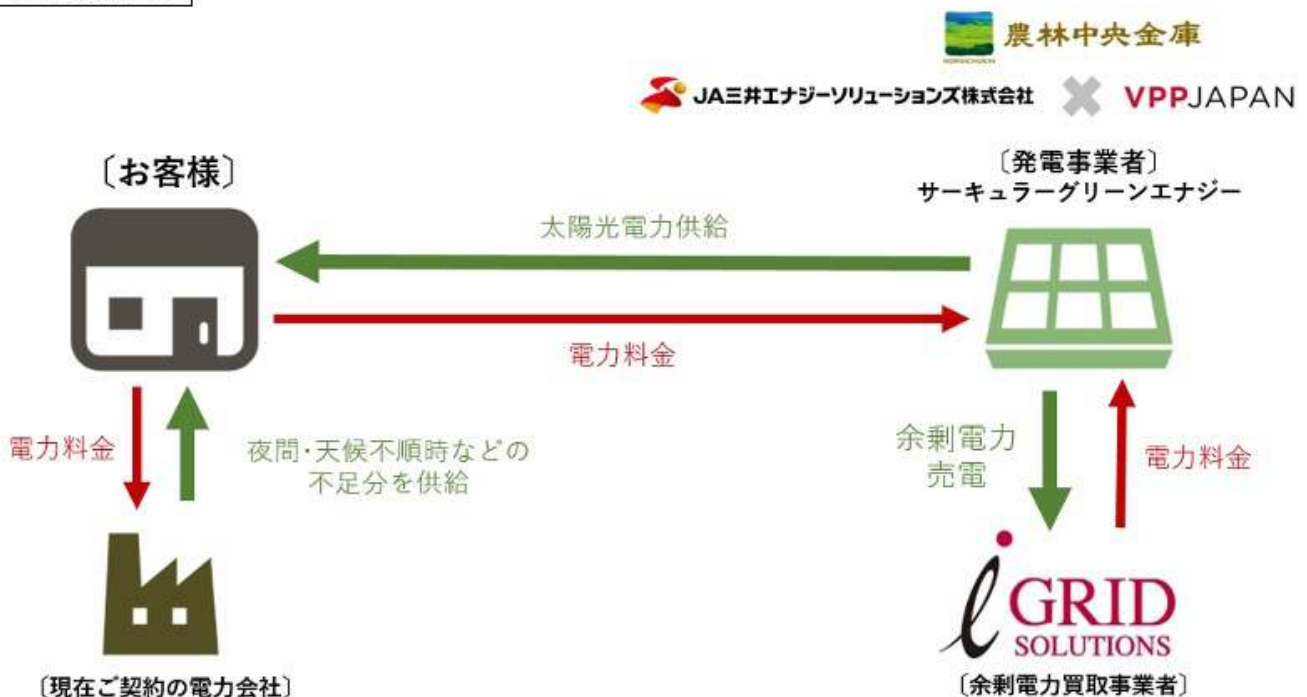 農林中央金庫
NORINCHUKIN
JA三井エナジーソリューションズ株式会社
VPPJAPAN
〔お客様〕
〔発電事業者〕
サーキュラーグリーンエナジー
太陽光電力供給
電力料金
電力料金
夜間・天候不順時などの
不足分を供給
余剰電力
売電
電力料金
i GRID
SOLUTIONS
〔現在ご契約の電力会社〕
〔余剰電力買取事業者〕